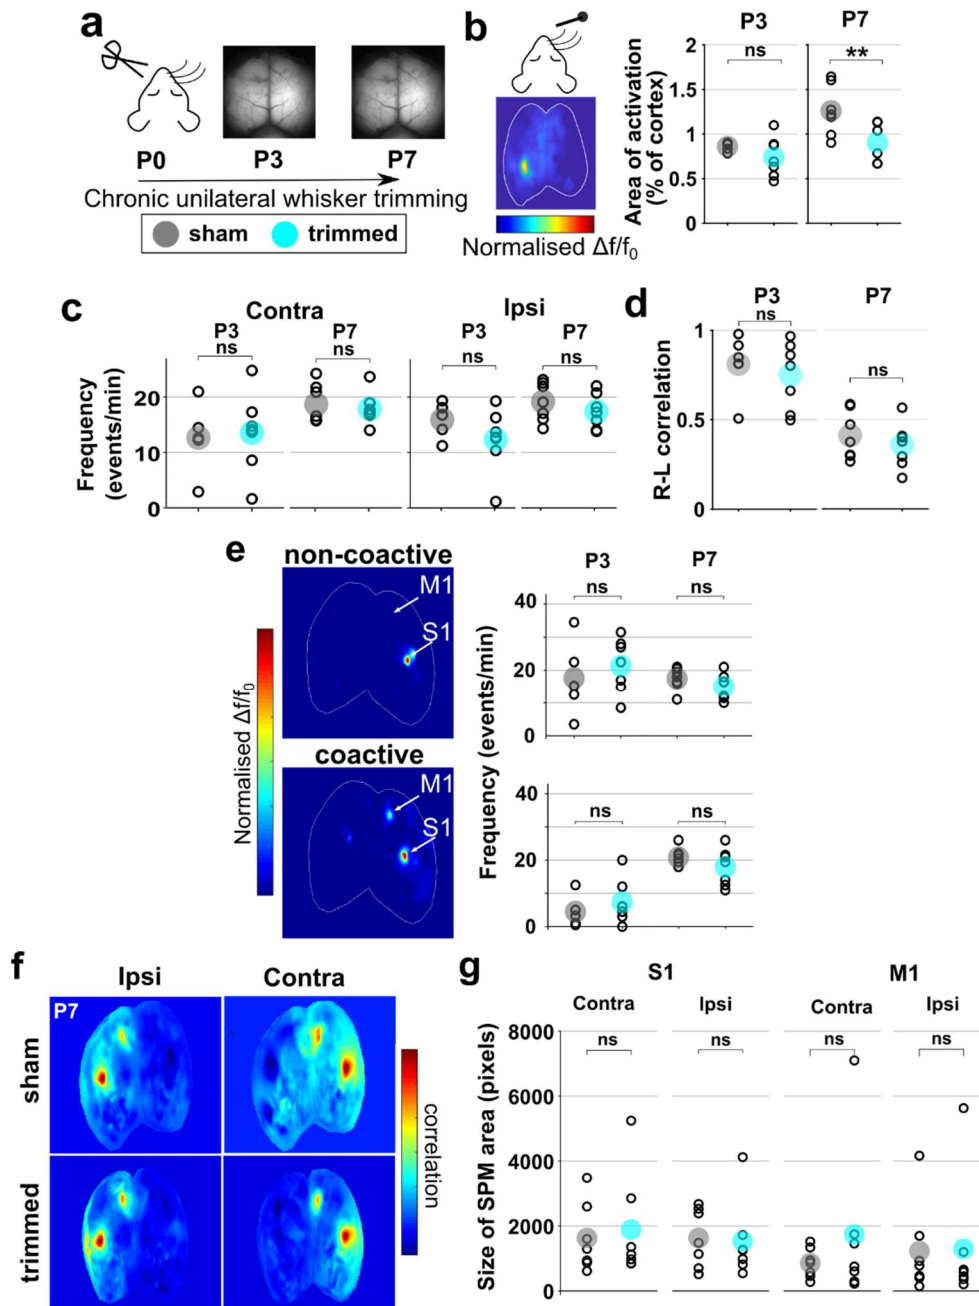 a
P0 P3 P7
Chronic unilateral whisker trimming
sham trimmed
b
Normalised Δf/f0
Area of activation
(% of cortex)
P3 P7
ns **
2
1.5
1
0.5
0
c
Contra Ipsi
P3 P7 P3 P7
ns ns ns ns
Frequency
(events/min)
20
10
0
d
P3 P7
ns ns
R-L correlation
1
0.5
0
e
non-coactive
M1
S1
coactive
M1
S1
Normalised Δf/f0
P3 P7
Frequency (events/min)
ns ns
40
20
0
ns ns
40
20
0
f
Ipsi Contra
P7
sham
trimmed
correlation
g
S1 M1
Contra Ipsi Contra Ipsi
ns ns ns ns
Size of SPM area (pixels)
8000
6000
4000
2000
0